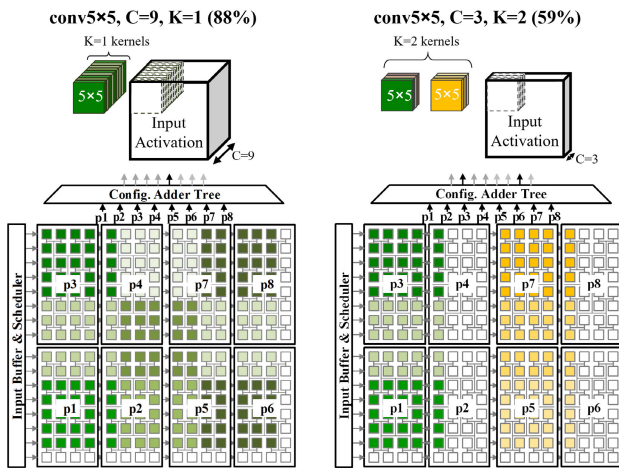 conv5×5, C=9, K=1 (88%)
K=1 kernels
5×5
Input
Activation
C=9
Config. Adder Tree
p1 p2 p3 p4 p5 p6 p7 p8
Input Buffer & Scheduler
p3 p4 p7 p8
p1 p2 p5 p6
conv5×5, C=3, K=2 (59%)
K=2 kernels
5×5 5×5
Input
Activation
C=3
Config. Adder Tree
p1 p2 p3 p4 p5 p6 p7 p8
Input Buffer & Scheduler
p3 p4 p7 p8
p1 p2 p5 p6